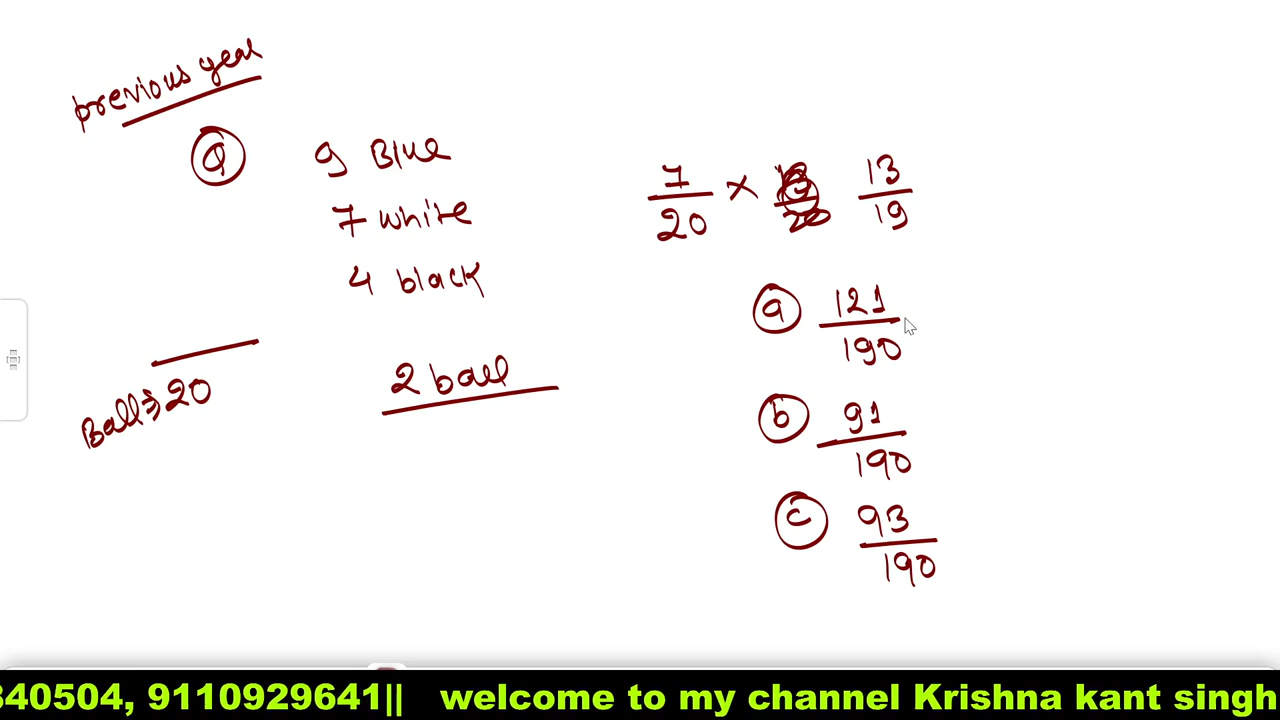 previous year
Q 9 Blue
7 white
4 black
Ball⇒20
2 ball
7/20 × 13/19
a 121/190
b 91/190
c 93/190
340504, 9110929641|| welcome to my channel Krishna kant singh